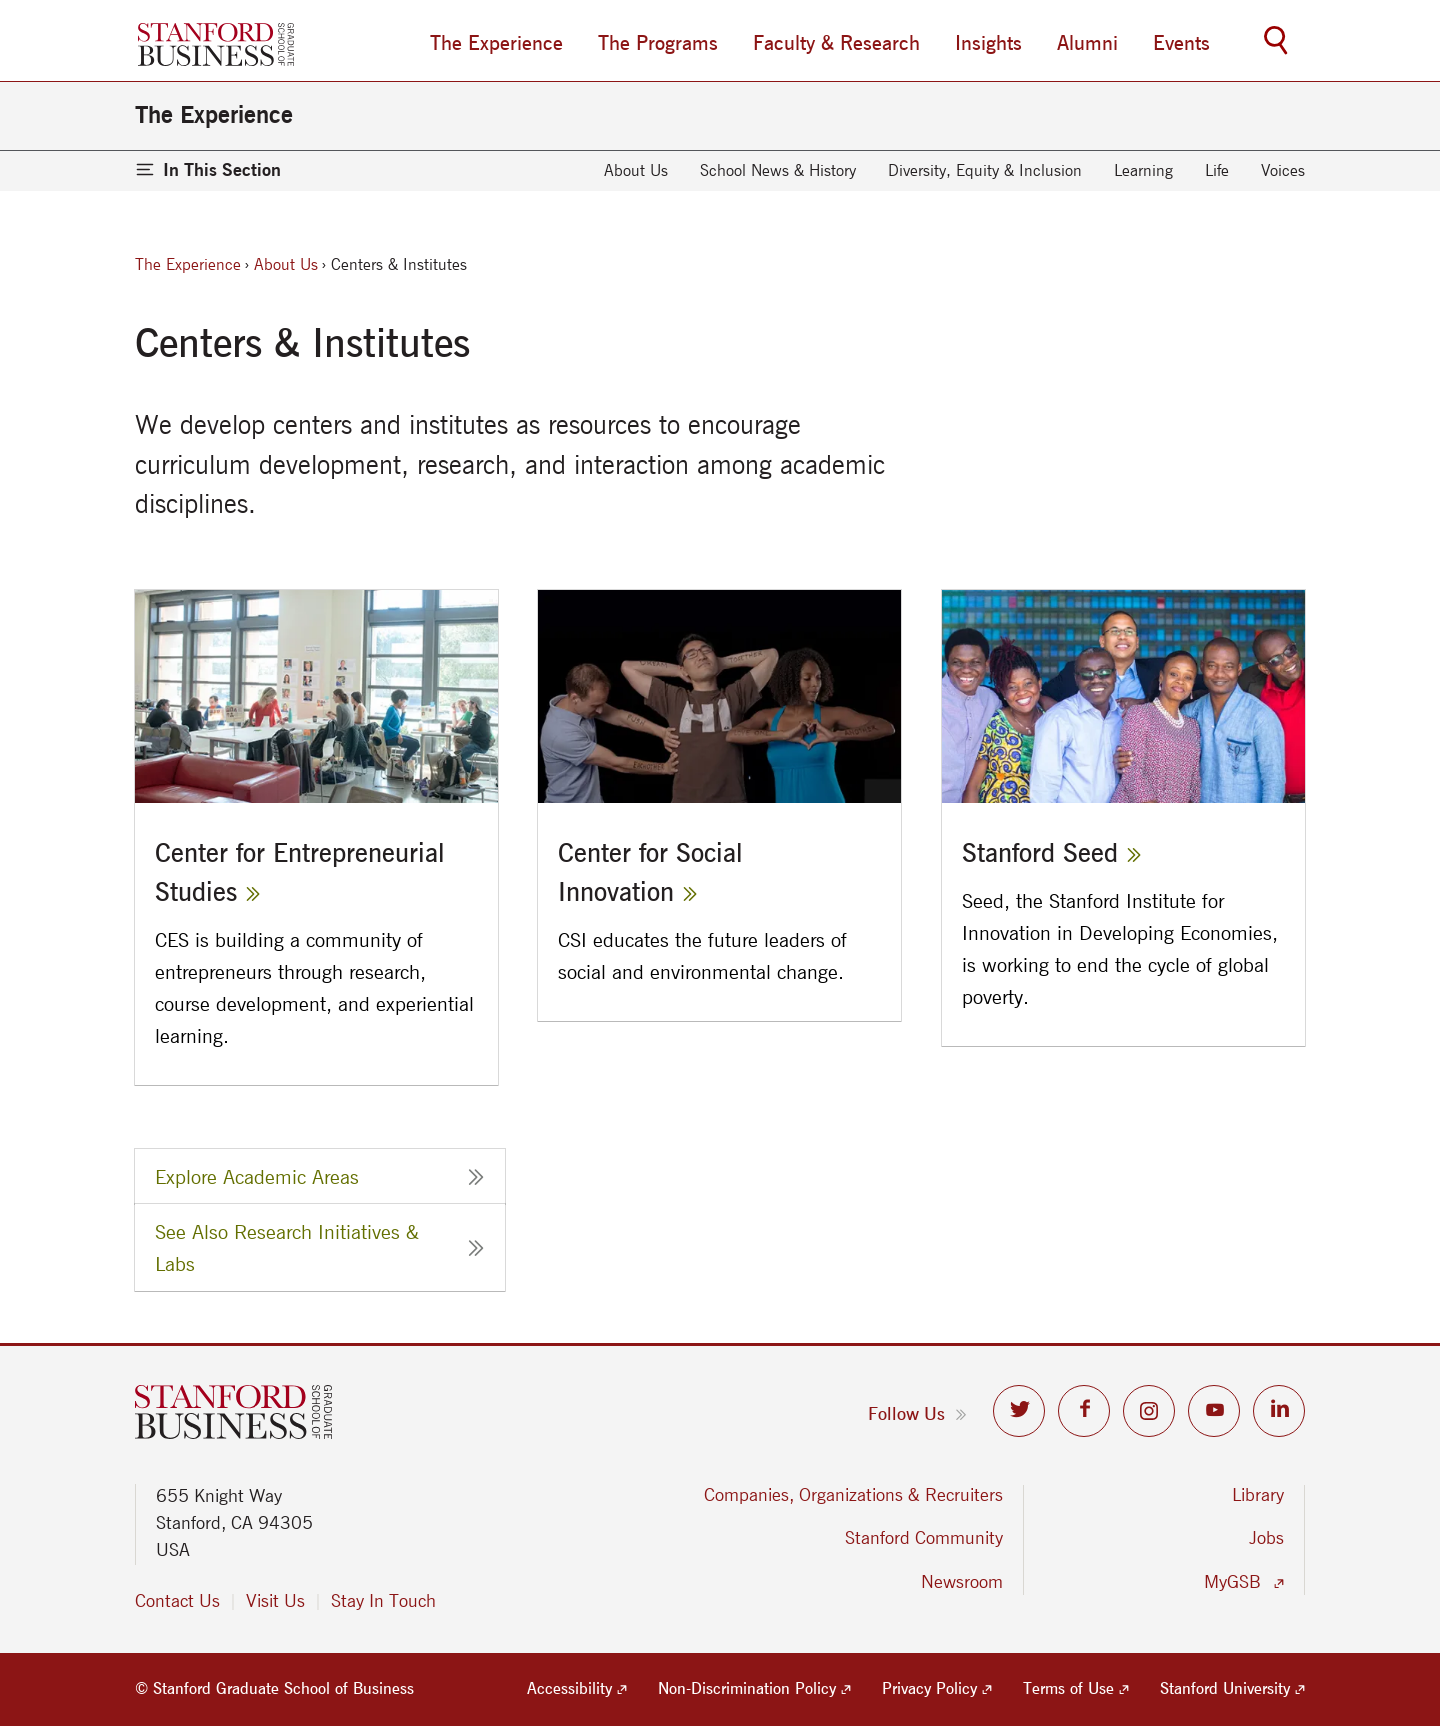 STANFORD
BUSINESS
GRADUATE
SCHOOL OF
The Experience
The Programs
Faculty & Research
Insights
Alumni
Events
The Experience
In This Section
About Us
School News & History
Diversity, Equity & Inclusion
Learning
Life
Voices
The Experience › About Us › Centers & Institutes
Centers & Institutes
We develop centers and institutes as resources to encourage
curriculum development, research, and interaction among academic
disciplines.
HI
TOGETHER
Center for Entrepreneurial
Studies
CES is building a community of
entrepreneurs through research,
course development, and experiential
learning.
Center for Social
Innovation
CSI educates the future leaders of
social and environmental change.
Stanford Seed
Seed, the Stanford Institute for
Innovation in Developing Economies,
is working to end the cycle of global
poverty.
Explore Academic Areas
See Also Research Initiatives &
Labs
STANFORD
BUSINESS
GRADUATE
SCHOOL OF
Follow Us
655 Knight Way
Stanford, CA 94305
USA
Contact Us | Visit Us | Stay In Touch
Companies, Organizations & Recruiters
Stanford Community
Newsroom
Library
Jobs
MyGSB
© Stanford Graduate School of Business
Accessibility
Non-Discrimination Policy
Privacy Policy
Terms of Use
Stanford University